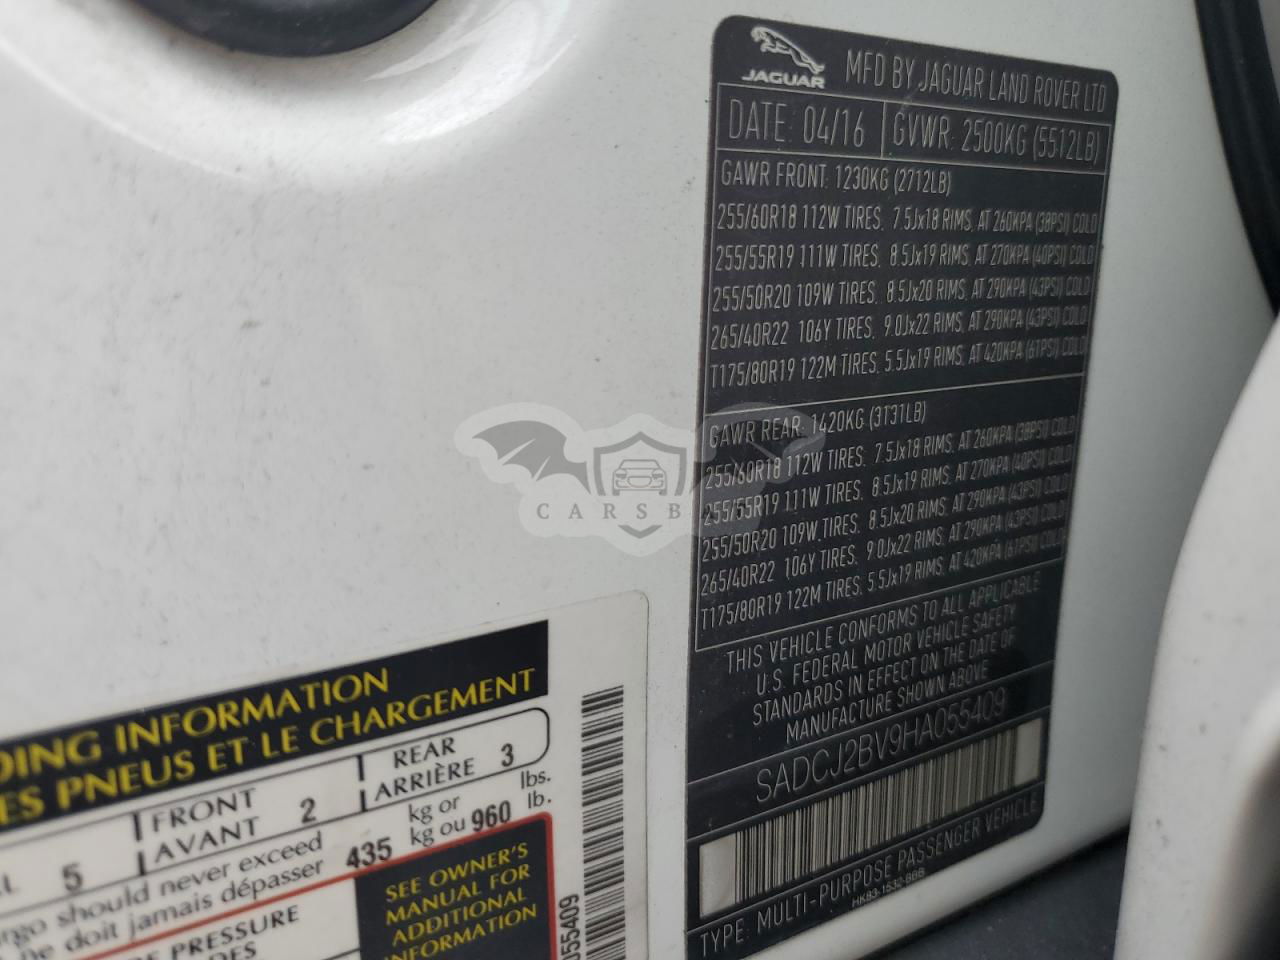 JAGUAR
MFD BY JAGUAR LAND ROVER LTD
DATE: 04/16
GVWR: 2500KG (5512LB)
GAWR FRONT: 1230KG (2712LB)
255/60R18 112W TIRES, 7.5Jx18 RIMS, AT 260KPA (38PSI) COLD
255/55R19 111W TIRES, 8.5Jx19 RIMS, AT 270KPA (40PSI) COLD
255/50R20 109W TIRES, 8.5Jx20 RIMS, AT 290KPA (43PSI) COLD
265/40R22 106Y TIRES, 9.0Jx22 RIMS, AT 290KPA (43PSI) COLD
T175/80R19 122M TIRES, 5.5Jx19 RIMS, AT 420KPA (61PSI) COLD
GAWR REAR: 1420KG (3131LB)
255/60R18 112W TIRES, 7.5Jx18 RIMS, AT 260KPA (38PSI) COLD
255/55R19 111W TIRES, 8.5Jx19 RIMS, AT 270KPA (40PSI) COLD
255/50R20 109W TIRES, 8.5Jx20 RIMS, AT 290KPA (43PSI) COLD
265/40R22 106Y TIRES, 9.0Jx22 RIMS, AT 290KPA (43PSI) COLD
T175/80R19 122M TIRES, 5.5Jx19 RIMS, AT 420KPA (61PSI) COLD
THIS VEHICLE CONFORMS TO ALL APPLICABLE
U.S. FEDERAL MOTOR VEHICLE SAFETY
STANDARDS IN EFFECT ON THE DATE OF
MANUFACTURE SHOWN ABOVE
SADCJ2BV9HA055409
TYPE: MULTI-PURPOSE PASSENGER VEHICLE
HK83-1532-BBB
CARSB
DING INFORMATION
ES PNEUS ET LE CHARGEMENT
5
FRONT
AVANT 2
REAR
ARRIÈRE 3
should never exceed
ne doit jamais dépasser 435
kg or
kg ou 960
lbs.
lb.
PRESSURE
DES
SEE OWNER'S
MANUAL FOR
ADDITIONAL
INFORMATION
055409